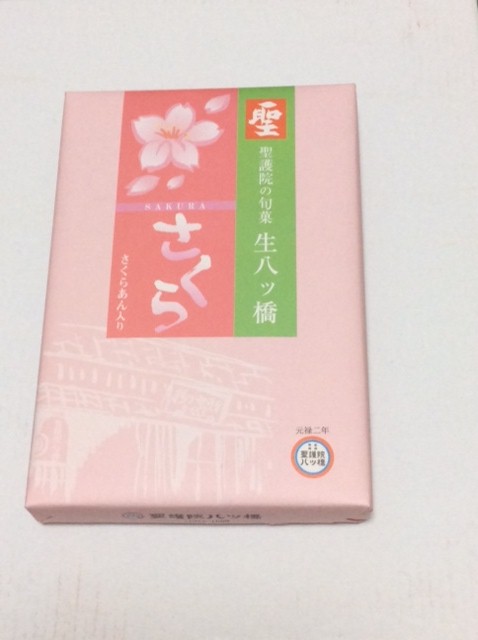 聖
聖護院の旬菓 生八ッ橋
SAKURA
さくら
さくらあん入り
元禄二年
聖護院
八ッ橋
聖護院八ッ橋